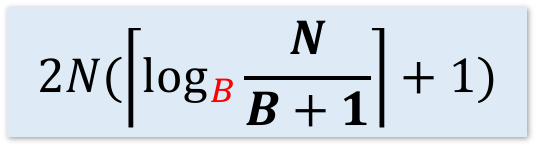 2N(⌈log_B N/(B + 1)⌉ + 1)